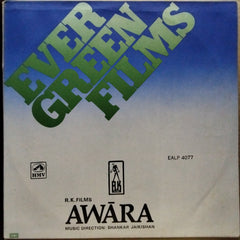 EVER
GREEN
FILMS
EALP 4077
HMV
R.K. FILMS
AWĀRA
MUSIC DIRECTION: SHANKAR JAIKISHAN